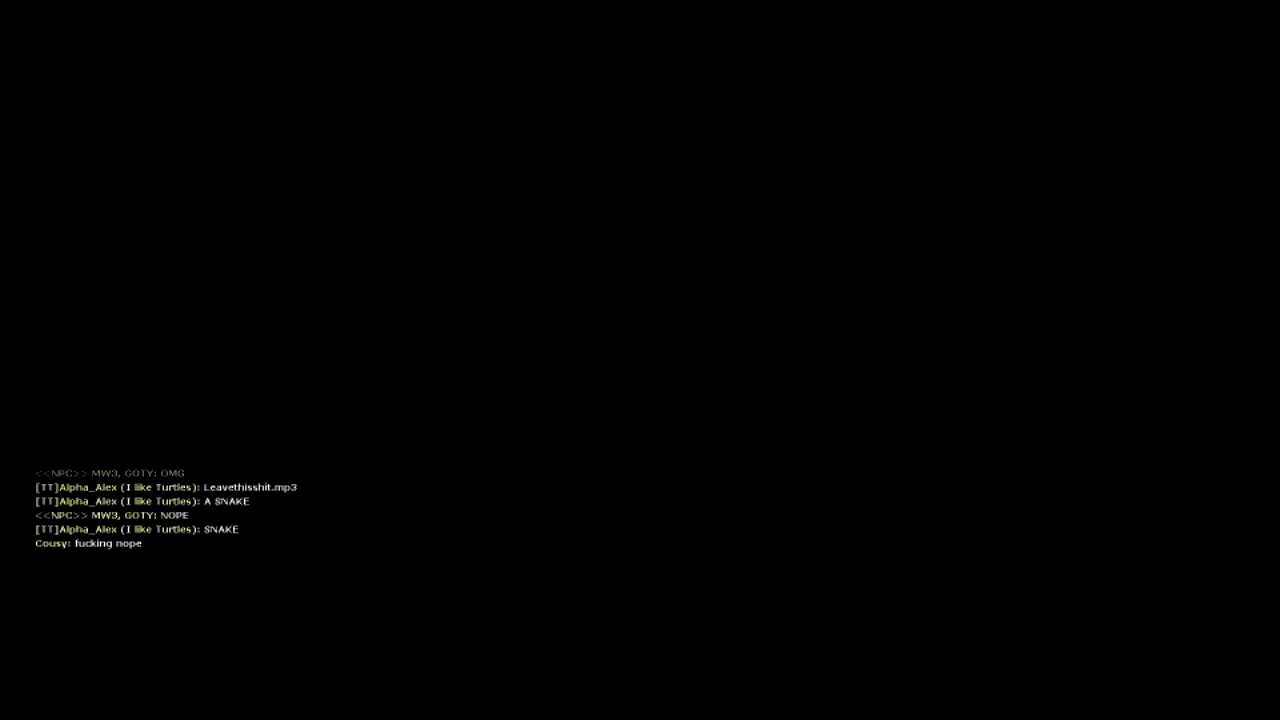 <<NPC>> MW3, GOTY: OMG
[TT]Alpha_Alex (I like Turtles): Leavethisshit.mp3
[TT]Alpha_Alex (I like Turtles): A SNAKE
<<NPC>> MW3, GOTY: NOPE
[TT]Alpha_Alex (I like Turtles): SNAKE
Cousy: fucking nope